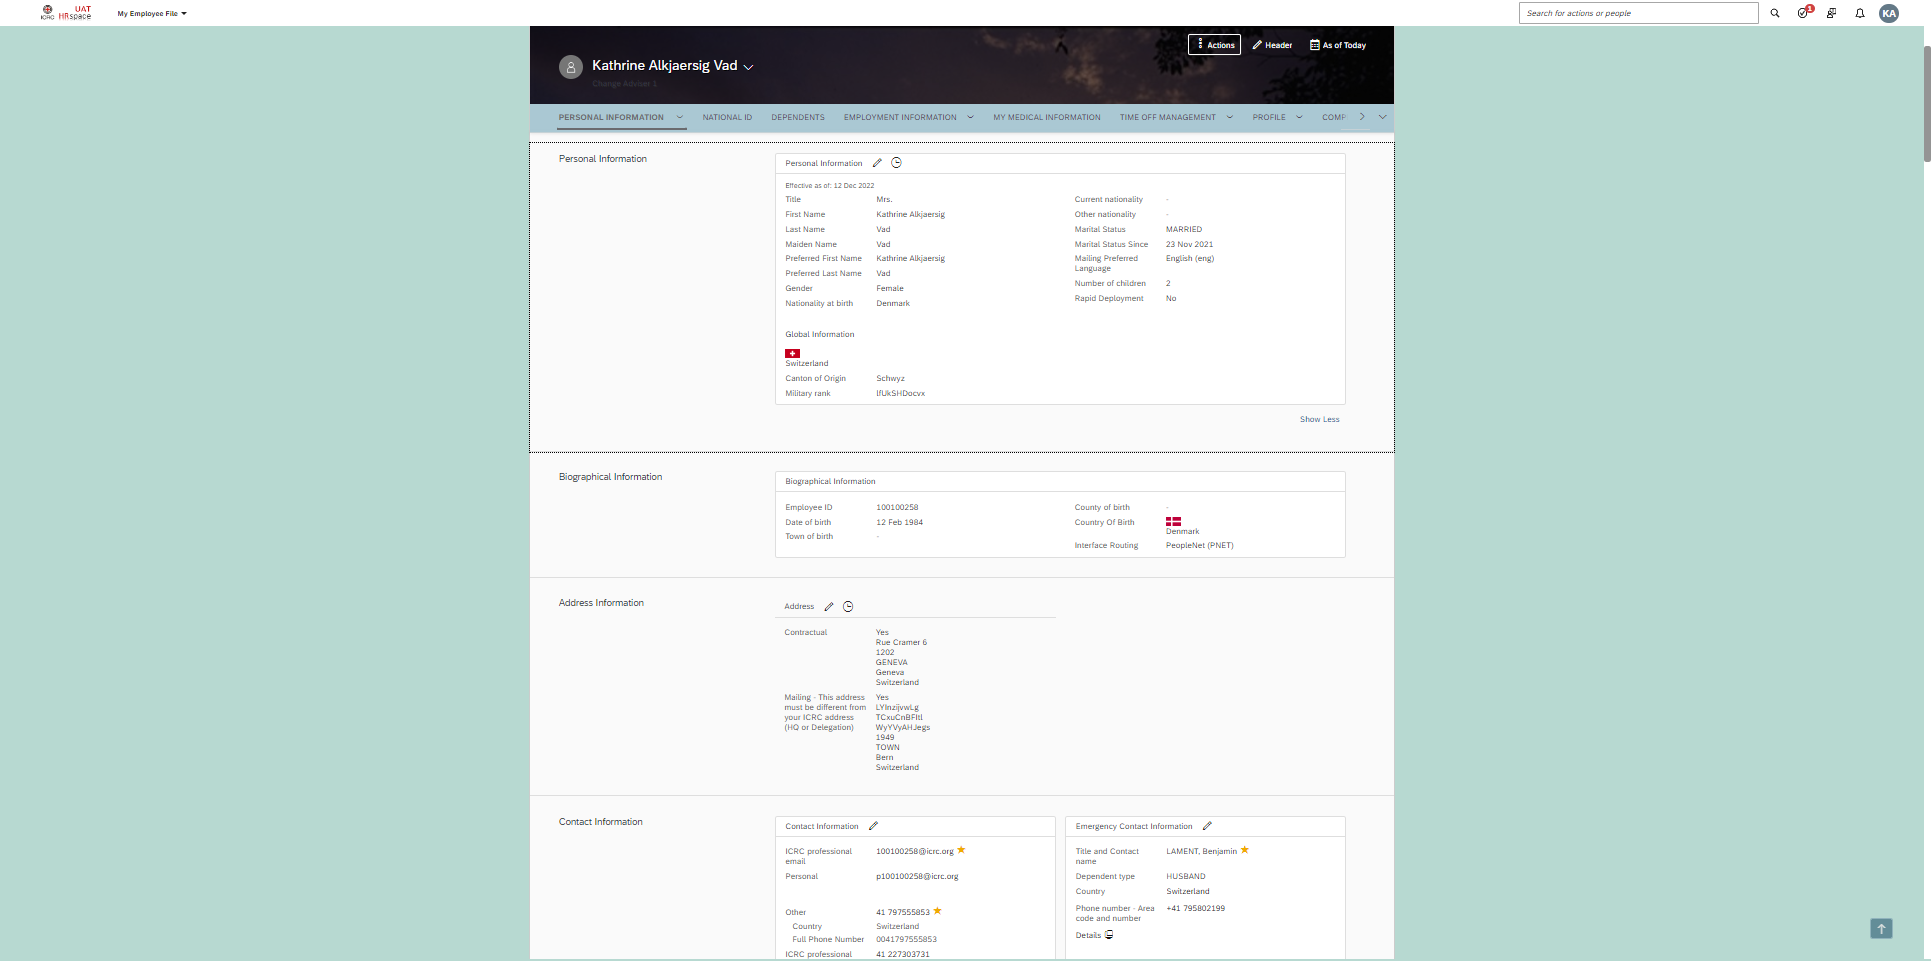 UAT
ICRC HRspace
My Employee File
Search for actions or people
1
KA
Actions
Header
As of Today
Kathrine Alkjaersig Vad
Change Adviser 1
PERSONAL INFORMATION
NATIONAL ID
DEPENDENTS
EMPLOYMENT INFORMATION
MY MEDICAL INFORMATION
TIME OFF MANAGEMENT
PROFILE
COMP
Personal Information
Personal Information
Effective as of: 12 Dec 2022
Title Mrs.
First Name Kathrine Alkjaersig
Last Name Vad
Maiden Name Vad
Preferred First Name Kathrine Alkjaersig
Preferred Last Name Vad
Gender Female
Nationality at birth Denmark
Current nationality -
Other nationality -
Marital Status MARRIED
Marital Status Since 23 Nov 2021
Mailing Preferred English (eng)
Language
Number of children 2
Rapid Deployment No
Global Information
Switzerland
Canton of Origin Schwyz
Military rank lfUkSHDocvx
Show Less
Biographical Information
Biographical Information
Employee ID 100100258
Date of birth 12 Feb 1984
Town of birth -
County of birth -
Country Of Birth
Denmark
Interface Routing PeopleNet (PNET)
Address Information
Address
Contractual Yes
Rue Cramer 6
1202
GENEVA
Geneva
Switzerland
Mailing - This address Yes
must be different from LYInzijvwLg
your ICRC address TCxuCnBFItl
(HQ or Delegation) WyYVyAHJegs
1949
TOWN
Bern
Switzerland
Contact Information
Contact Information
ICRC professional 100100258@icrc.org
email
Personal p100100258@icrc.org
Other 41 797555853
Country Switzerland
Full Phone Number 0041797555853
ICRC professional 41 227303731
Emergency Contact Information
Title and Contact LAMENT, Benjamin
name
Dependent type HUSBAND
Country Switzerland
Phone number - Area +41 795802199
code and number
Details